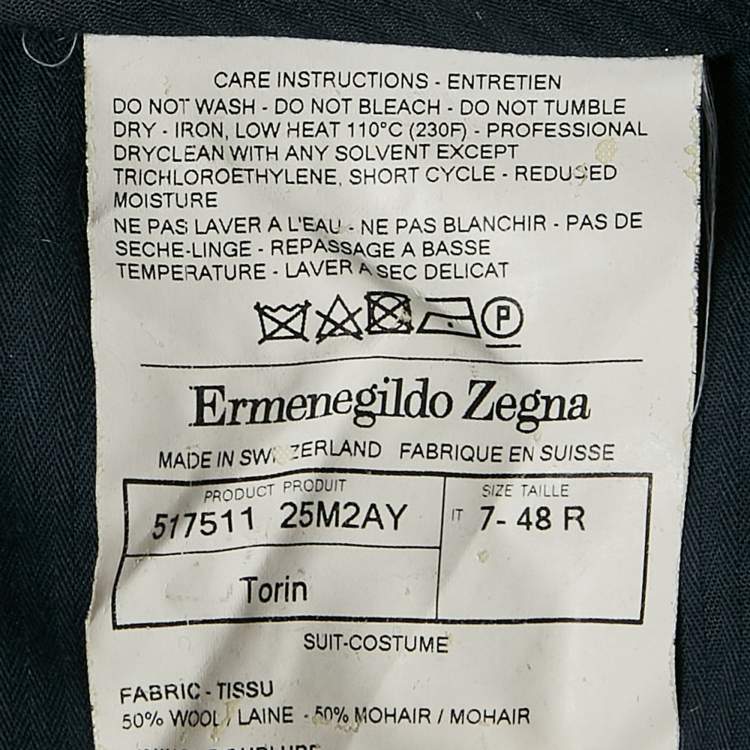 CARE INSTRUCTIONS - ENTRETIEN
DO NOT WASH - DO NOT BLEACH - DO NOT TUMBLE
DRY - IRON, LOW HEAT 110°C (230F) - PROFESSIONAL
DRYCLEAN WITH ANY SOLVENT EXCEPT
TRICHLOROETHYLENE, SHORT CYCLE - REDUSED
MOISTURE
NE PAS LAVER A L'EAU - NE PAS BLANCHIR - PAS DE
SECHE-LINGE - REPASSAGE A BASSE
TEMPERATURE - LAVER A SEC DELICAT
P
Ermenegildo Zegna
MADE IN SWITZERLAND FABRIQUE EN SUISSE
PRODUCT PRODUIT SIZE TAILLE
517511 25M2AY IT 7- 48 R
Torin
SUIT-COSTUME
FABRIC - TISSU
50% WOOL / LAINE - 50% MOHAIR / MOHAIR